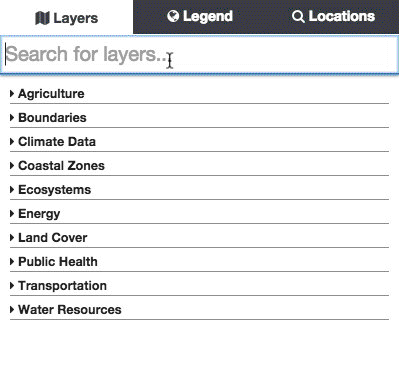 Layers Legend Locations
Search for layers...
Agriculture
Boundaries
Climate Data
Coastal Zones
Ecosystems
Energy
Land Cover
Public Health
Transportation
Water Resources